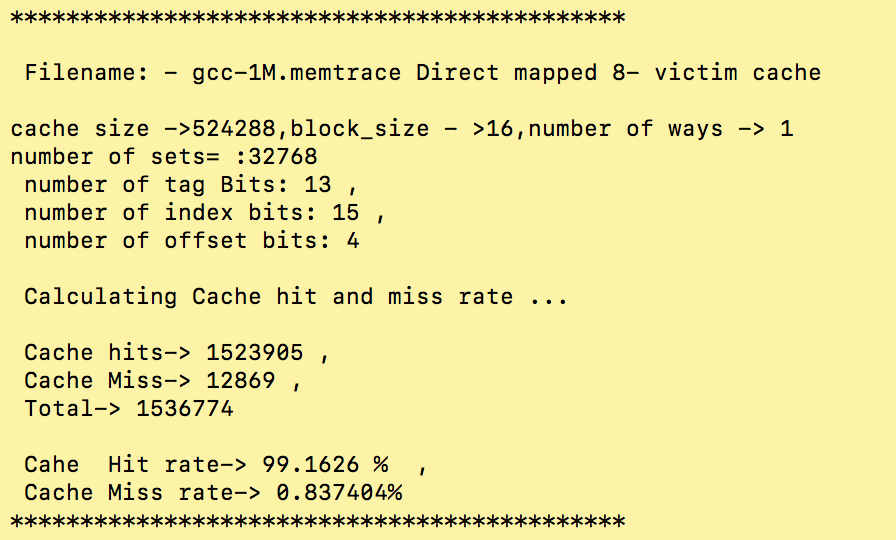 ********************************************
Filename: - gcc-1M.memtrace Direct mapped 8- victim cache
cache size ->524288,block_size - >16,number of ways -> 1
number of sets= :32768
number of tag Bits: 13 ,
number of index bits: 15 ,
number of offset bits: 4
Calculating Cache hit and miss rate ...
Cache hits-> 1523905 ,
Cache Miss-> 12869 ,
Total-> 1536774
Cahe  Hit rate-> 99.1626 %  ,
Cache Miss rate-> 0.837404%
********************************************